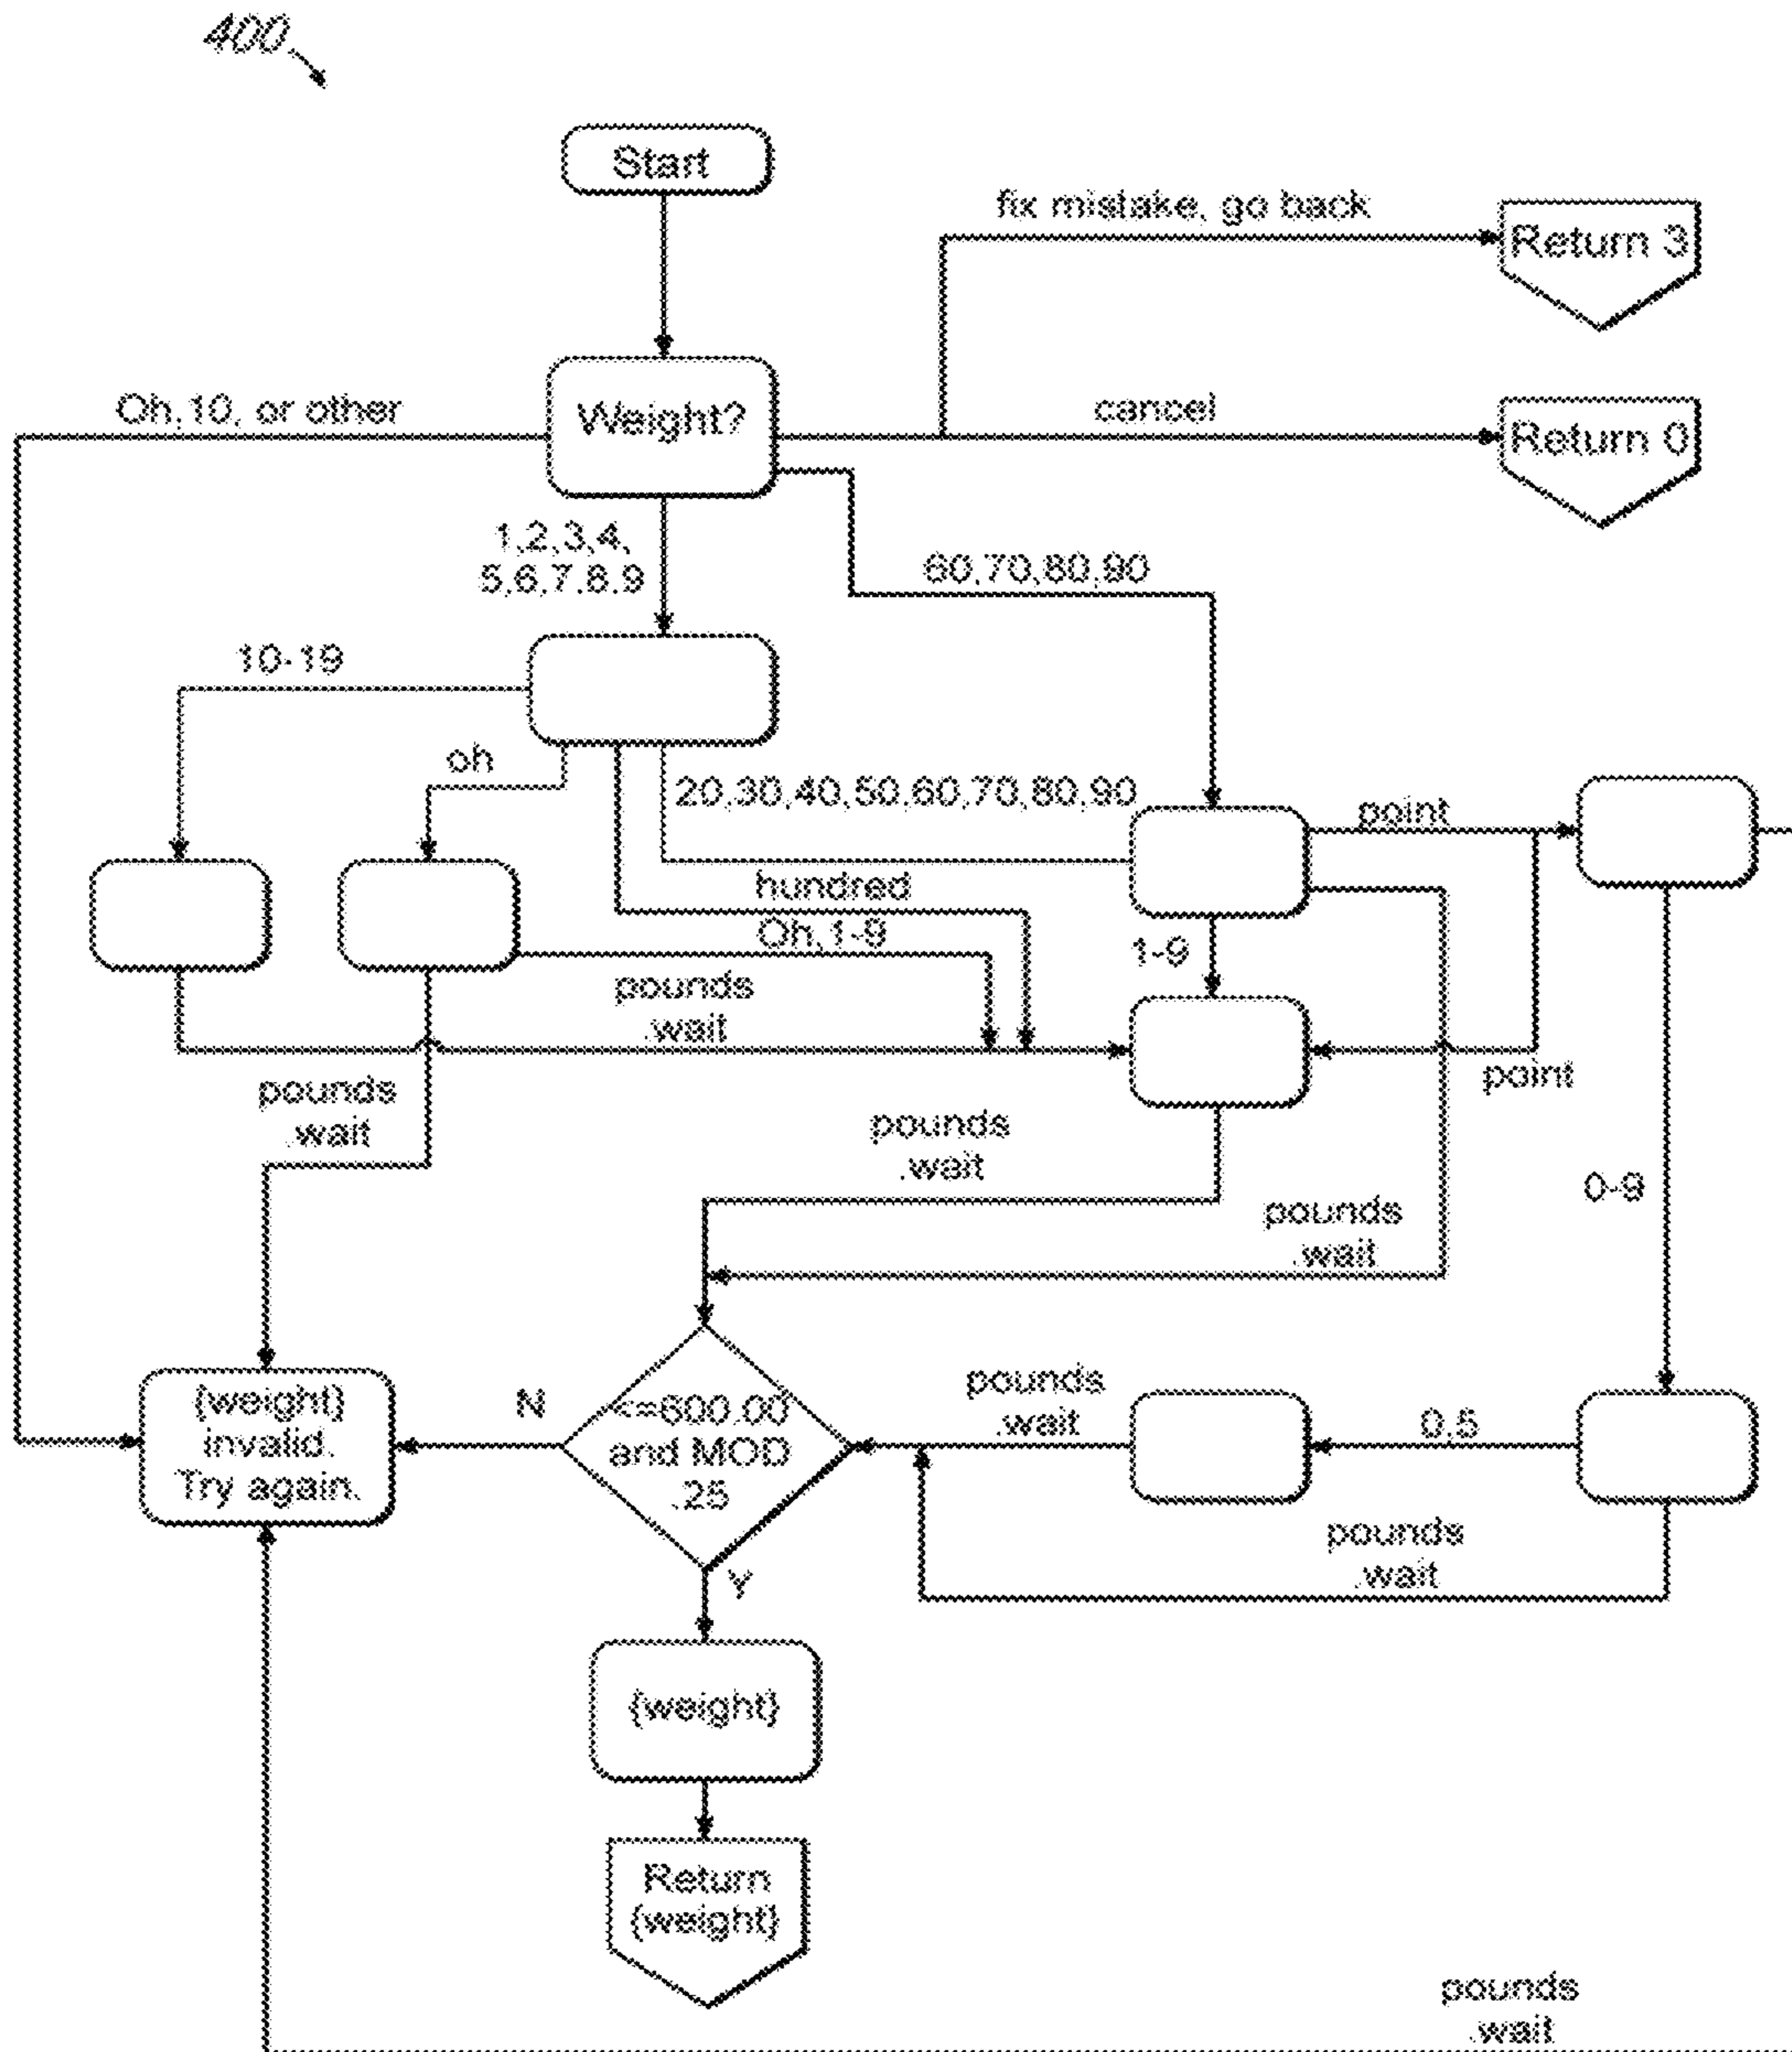 400
Start
fix mistake, go back
Return 3
Oh,10, or other
Weight?
cancel
Return 0
1,2,3,4,
5,6,7,8,9
60,70,80,90
10-19
oh
20,30,40,50,60,70,80,90
point
hundred
Oh,1-9
1-9
pounds
.wait
point
pounds
.wait
pounds
.wait
0-9
pounds
.wait
{weight}
invalid.
Try again.
N
<=600.00
and MOD
.25
pounds
.wait
0,5
pounds
.wait
Y
{weight}
Return
{weight}
pounds
.wait